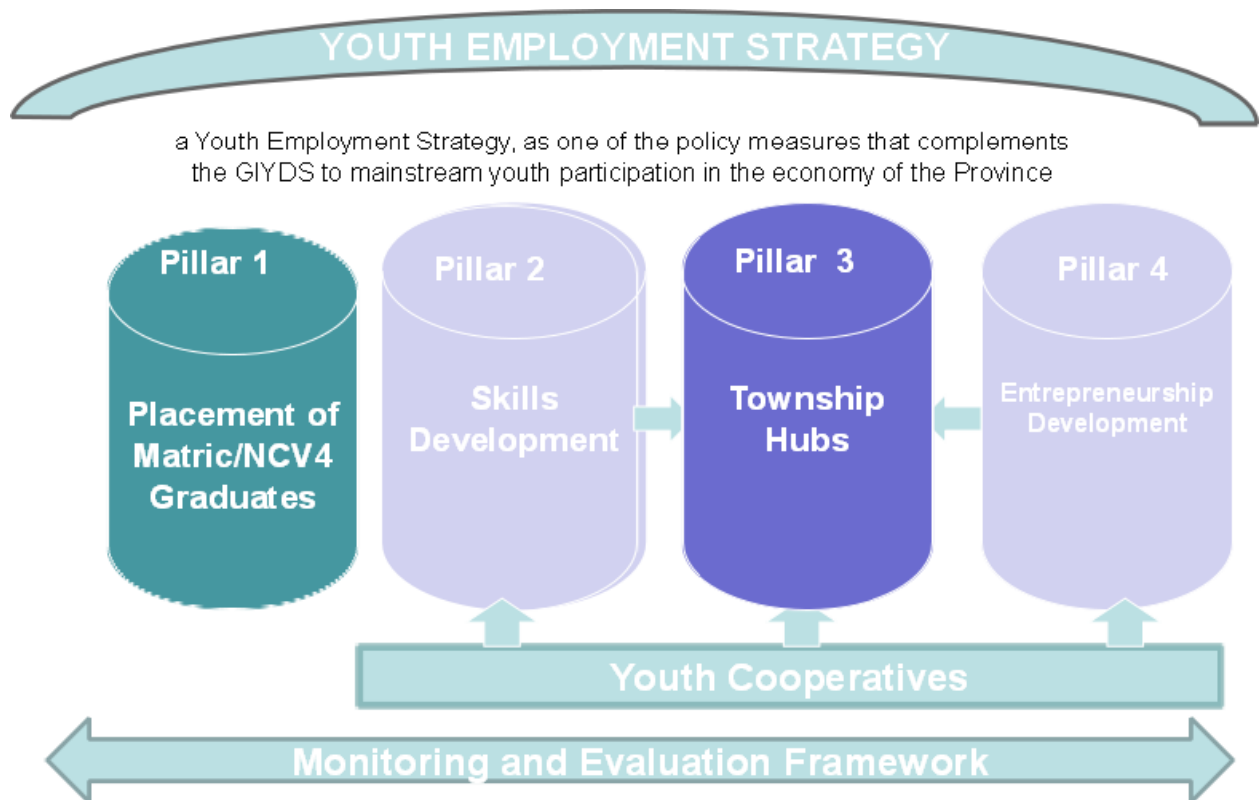 YOUTH EMPLOYMENT STRATEGY
a Youth Employment Strategy, as one of the policy measures that complements
the GIYDS to mainstream youth participation in the economy of the Province
Pillar 1
Placement of
Matric/NCV4
Graduates
Pillar 2
Skills
Development
Pillar 3
Township
Hubs
Pillar 4
Entrepreneurship
Development
Youth Cooperatives
Monitoring and Evaluation Framework